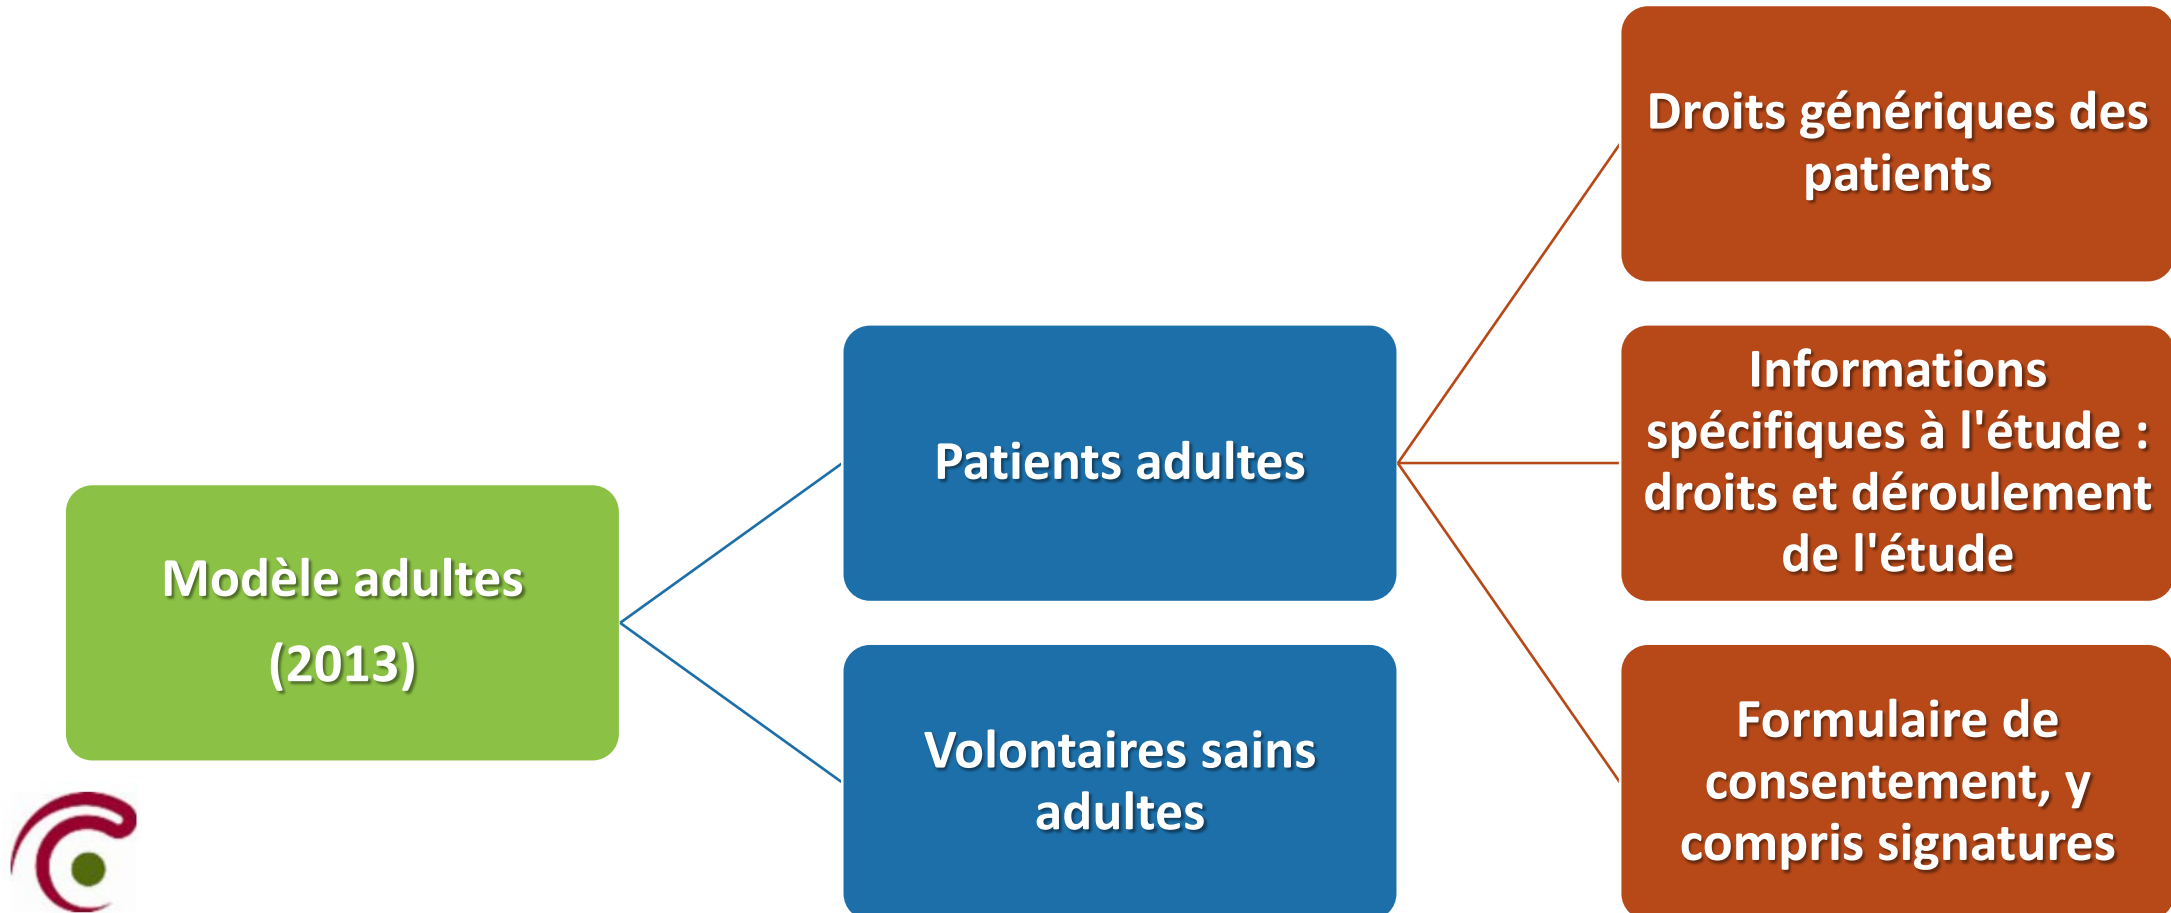 Modèle adultes
(2013)
Patients adultes
Volontaires sains
adultes
Droits génériques des
patients
Informations
spécifiques à l'étude :
droits et déroulement
de l'étude
Formulaire de
consentement, y
compris signatures